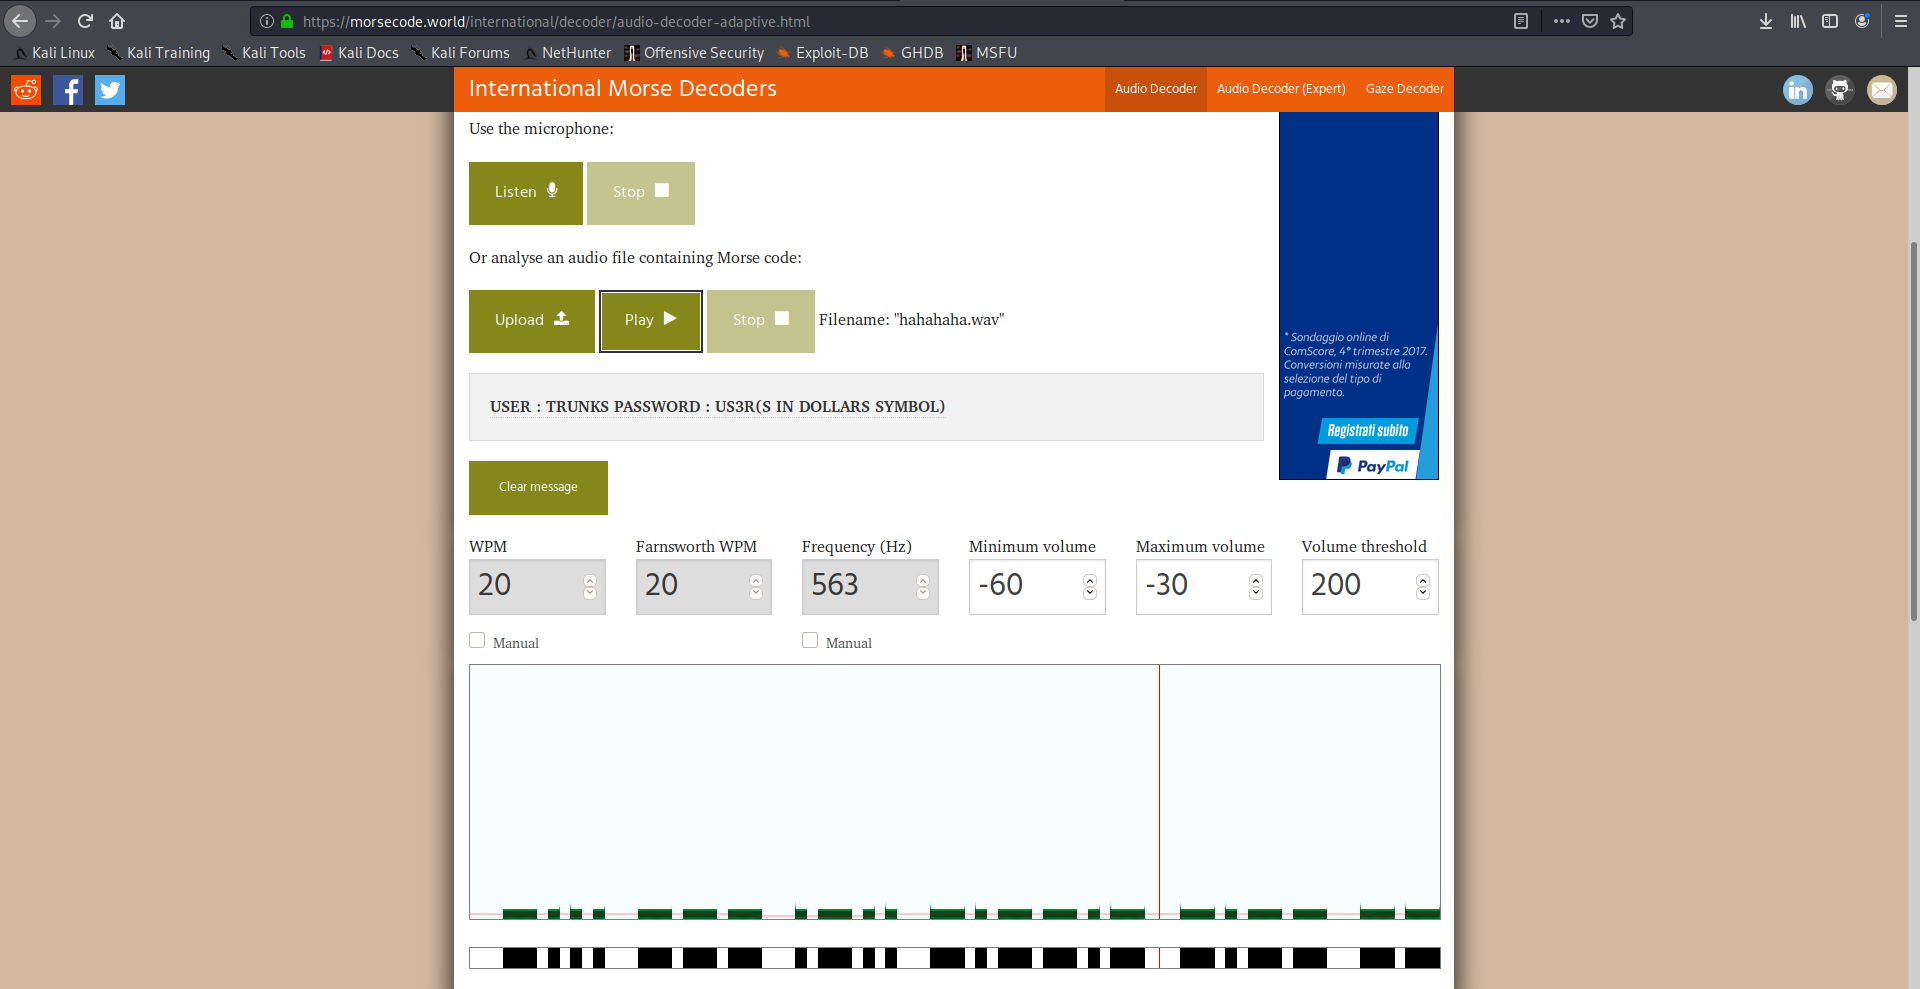 https://morsecode.world/international/decoder/audio-decoder-adaptive.html
Kali Linux Kali Training Kali Tools Kali Docs Kali Forums NetHunter Offensive Security Exploit-DB GHDB MSFU
International Morse Decoders Audio Decoder Audio Decoder (Expert) Gaze Decoder
Use the microphone:
Listen Stop
Or analyse an audio file containing Morse code:
Upload Play Stop Filename: "hahahaha.wav"
USER : TRUNKS PASSWORD : US3R(S IN DOLLARS SYMBOL)
* Sondaggio online di
ComScore, 4° trimestre 2017.
Conversioni misurate alla
selezione del tipo di
pagamento.
Registrati subito
PayPal
Clear message
WPM Farnsworth WPM Frequency (Hz) Minimum volume Maximum volume Volume threshold
20 20 563 -60 -30 200
Manual Manual